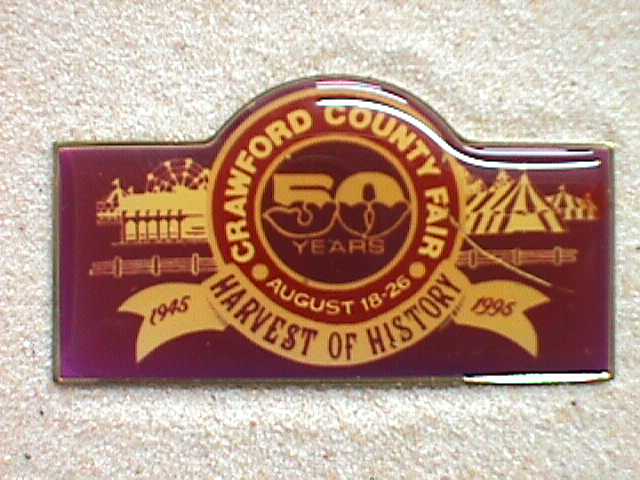 CRAWFORD COUNTY FAIR
50
YEARS
AUGUST 18-26
1945
HARVEST OF HISTORY
1995